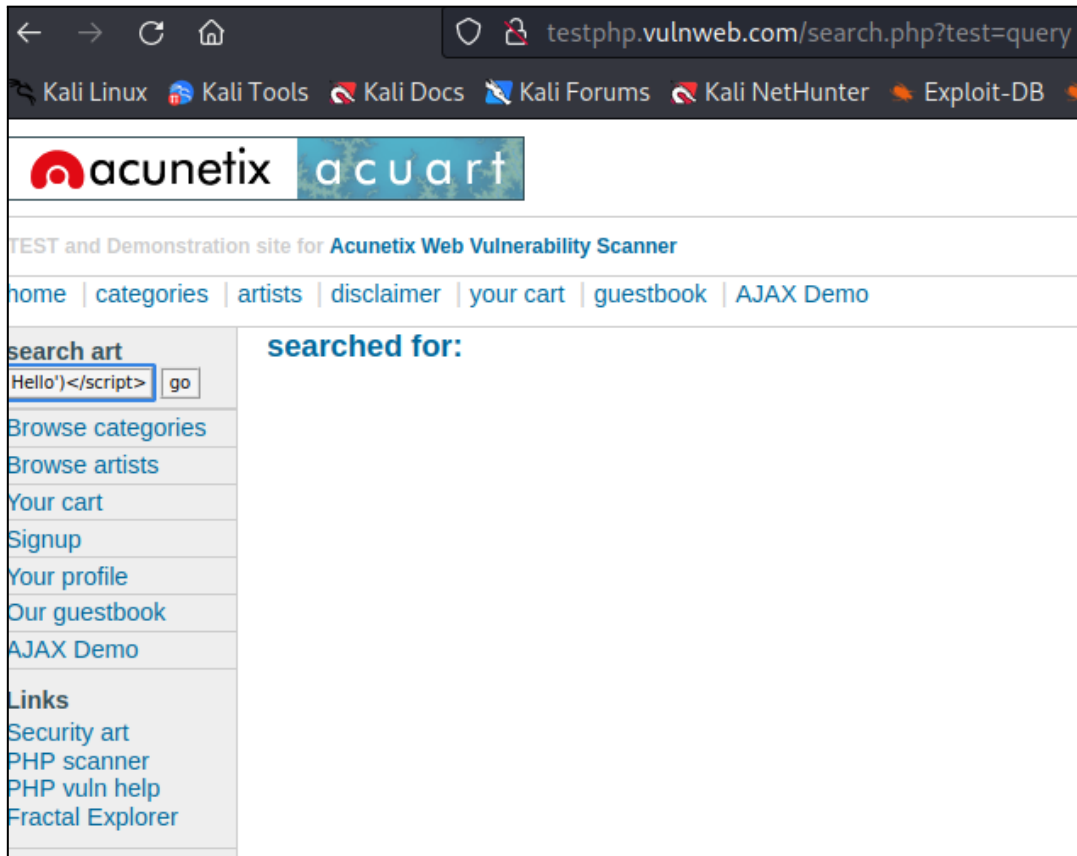 testphp.vulnweb.com/search.php?test=query
Kali Linux Kali Tools Kali Docs Kali Forums Kali NetHunter Exploit-DB
acunetix acuart
TEST and Demonstration site for Acunetix Web Vulnerability Scanner
home | categories | artists | disclaimer | your cart | guestbook | AJAX Demo
search art
Hello')</script> go
searched for:
Browse categories
Browse artists
Your cart
Signup
Your profile
Our guestbook
AJAX Demo
Links
Security art
PHP scanner
PHP vuln help
Fractal Explorer